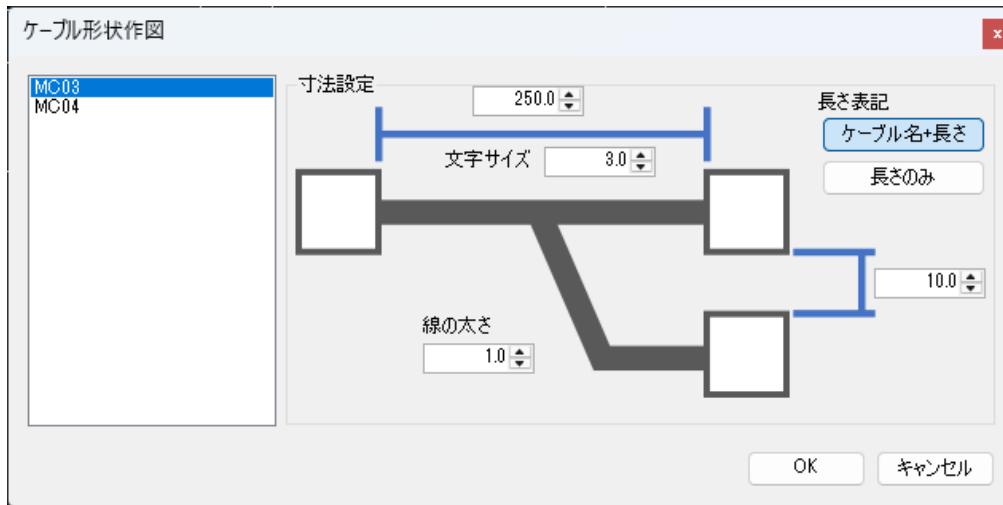 ケーブル形状作図
x
MC03
MC04
寸法設定
250.0
長さ表記
ケーブル名+長さ
文字サイズ 3.0
長さのみ
10.0
線の太さ
1.0
OK
キャンセル